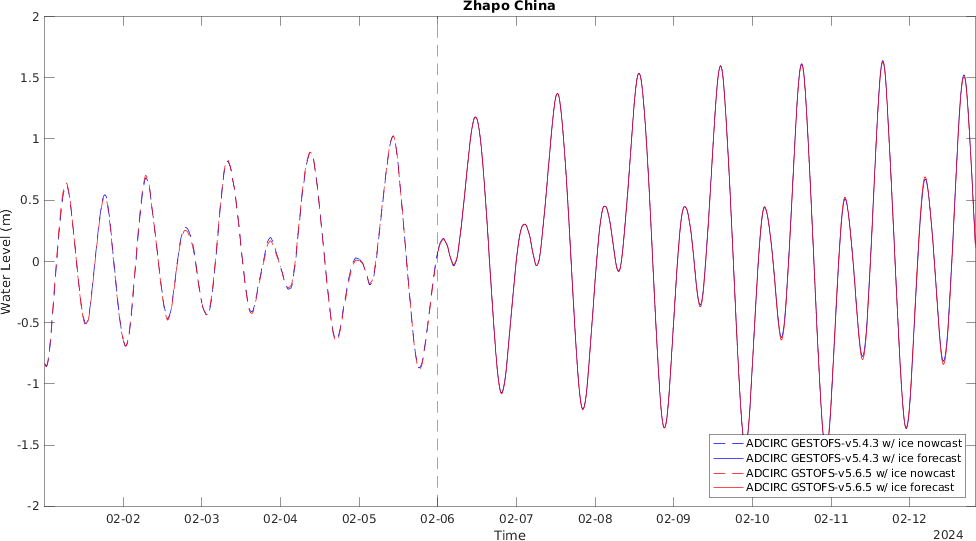 Zhapo China
2
1.5
1
0.5
0
-0.5
-1
-1.5
-2
Water Level (m)
02-02 02-03 02-04 02-05 02-06 02-07 02-08 02-09 02-10 02-11 02-12
Time
2024
ADCIRC GESTOFS-v5.4.3 w/ ice nowcast
ADCIRC GESTOFS-v5.4.3 w/ ice forecast
ADCIRC GSTOFS-v5.6.5 w/ ice nowcast
ADCIRC GSTOFS-v5.6.5 w/ ice forecast